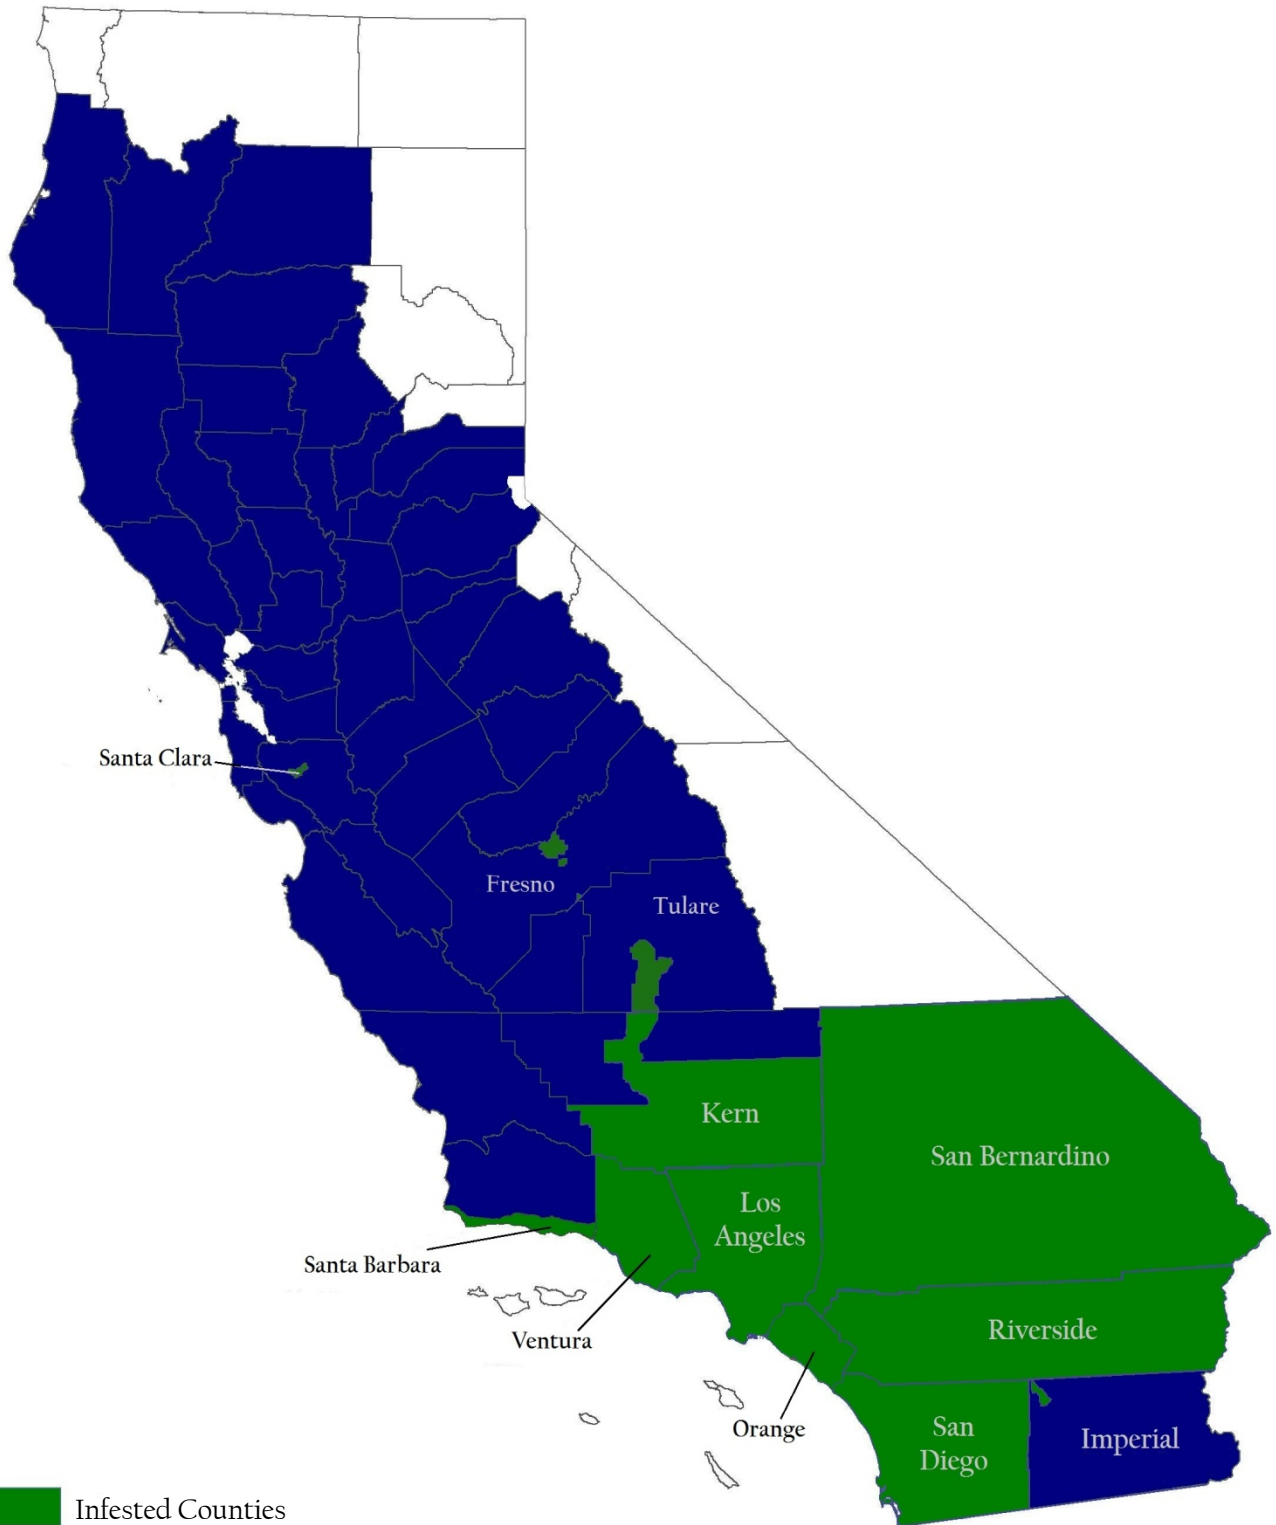 Santa Clara
Fresno
Tulare
Kern
San Bernardino
Los
Angeles
Santa Barbara
Ventura
Riverside
Orange
San
Diego
Imperial
Infested Counties